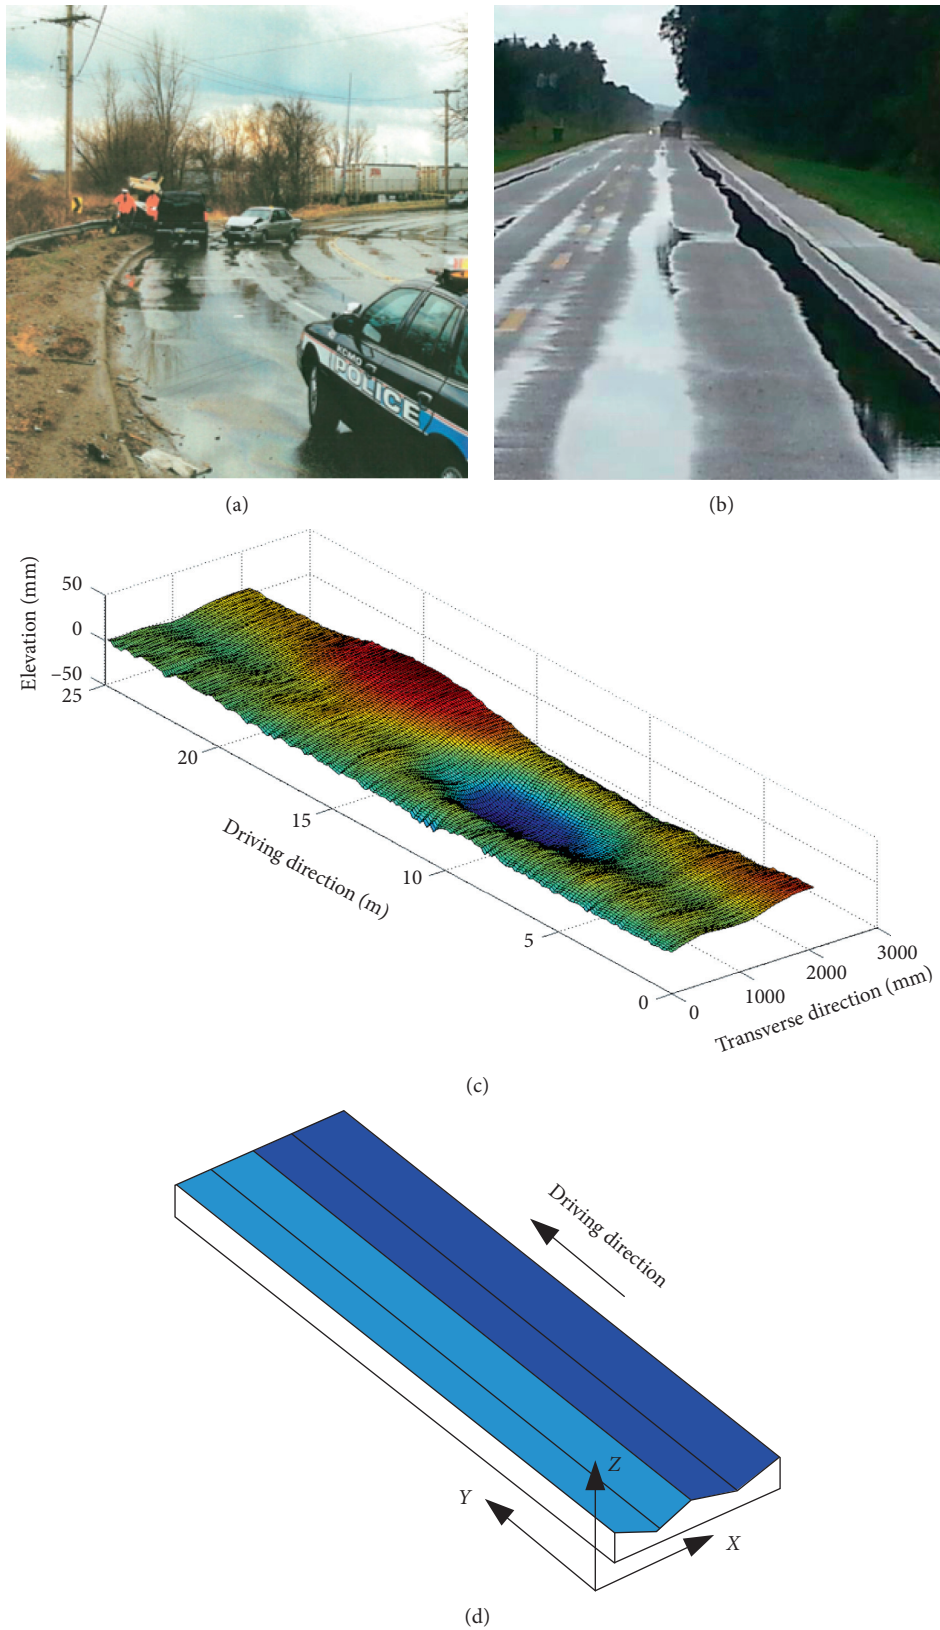 KCMO
POLICE
(a)
(b)
Elevation (mm)
50
0
−50
25
20
15
10
5
0
Driving direction (m)
0
1000
2000
3000
Transverse direction (mm)
(c)
Driving direction
Z
Y
X
(d)